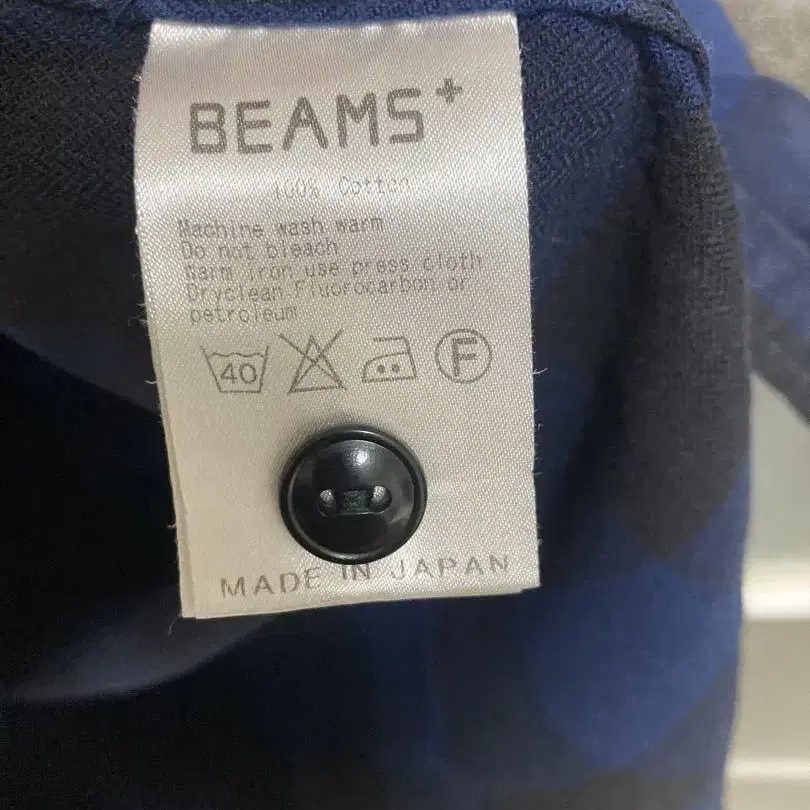 BEAMS+
100% Cotton
Machine wash warm
Do not bleach
Warm iron use press cloth
Dryclean Fluorocarbon or
petroleum
40 F
MADE IN JAPAN